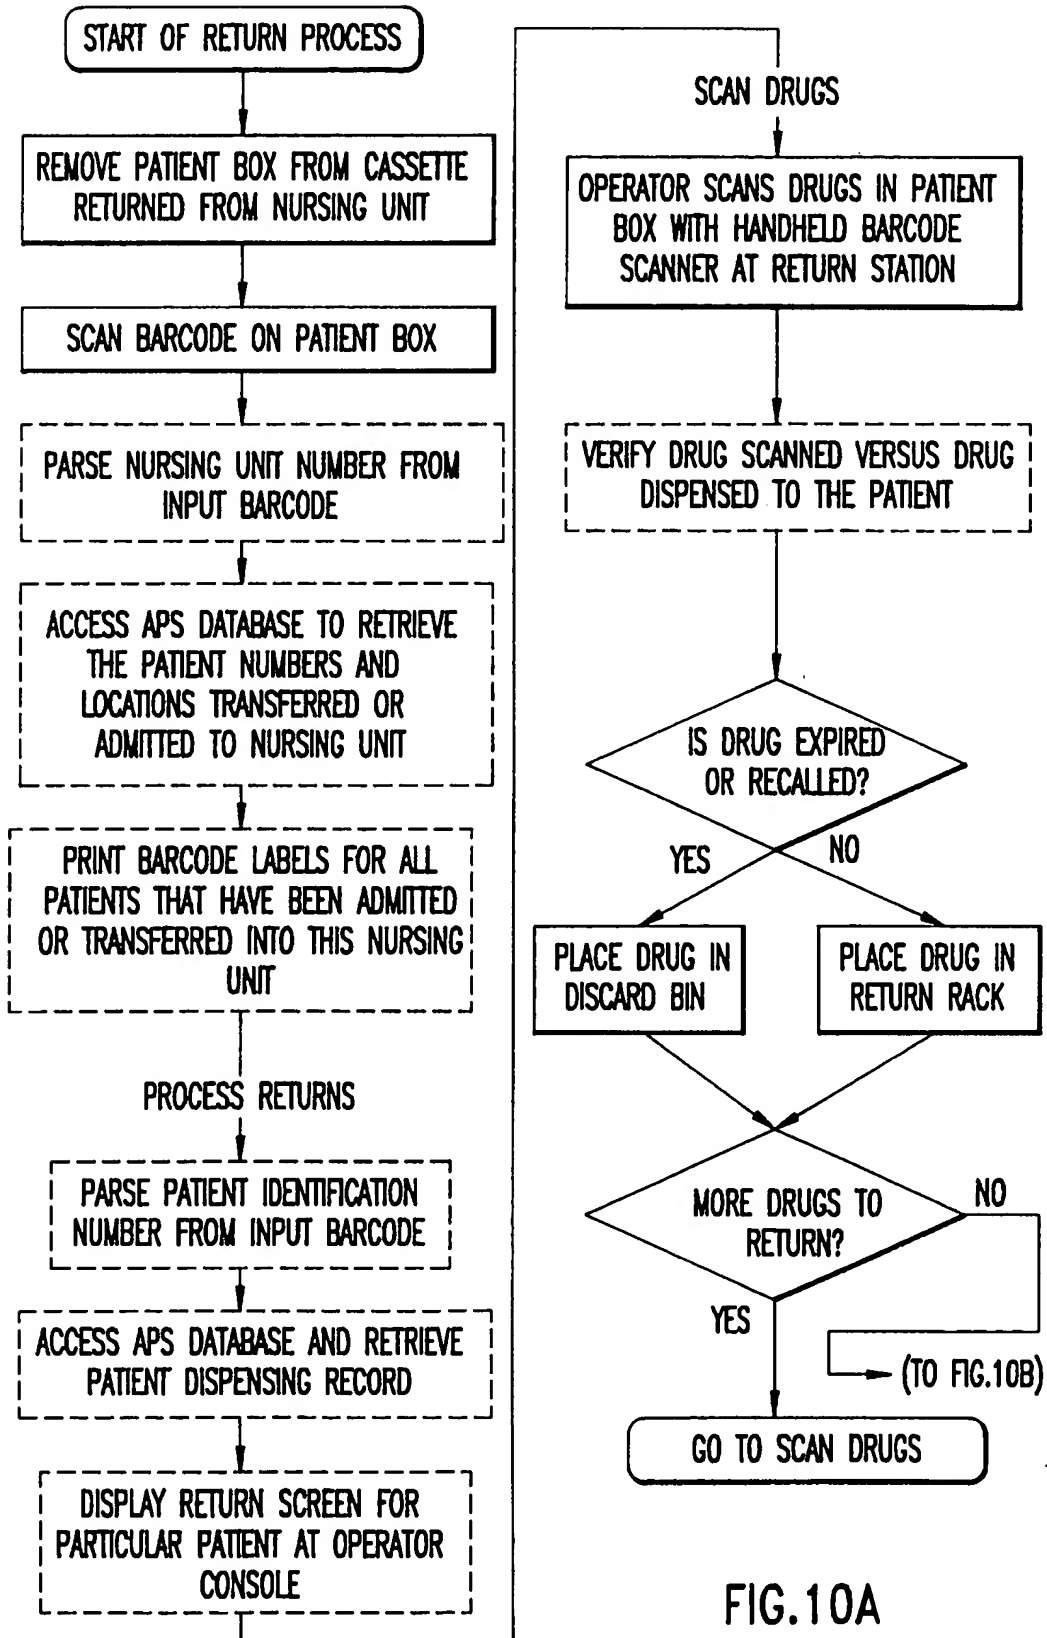 START OF RETURN PROCESS
REMOVE PATIENT BOX FROM CASSETTE
RETURNED FROM NURSING UNIT
SCAN BARCODE ON PATIENT BOX
PARSE NURSING UNIT NUMBER FROM
INPUT BARCODE
ACCESS APS DATABASE TO RETRIEVE
THE PATIENT NUMBERS AND
LOCATIONS TRANSFERRED OR
ADMITTED TO NURSING UNIT
PRINT BARCODE LABELS FOR ALL
PATIENTS THAT HAVE BEEN ADMITTED
OR TRANSFERRED INTO THIS NURSING
UNIT
PROCESS RETURNS
PARSE PATIENT IDENTIFICATION
NUMBER FROM INPUT BARCODE
ACCESS APS DATABASE AND RETRIEVE
PATIENT DISPENSING RECORD
DISPLAY RETURN SCREEN FOR
PARTICULAR PATIENT AT OPERATOR
CONSOLE
SCAN DRUGS
OPERATOR SCANS DRUGS IN PATIENT
BOX WITH HANDHELD BARCODE
SCANNER AT RETURN STATION
VERIFY DRUG SCANNED VERSUS DRUG
DISPENSED TO THE PATIENT
IS DRUG EXPIRED
OR RECALLED?
YES
NO
PLACE DRUG IN
DISCARD BIN
PLACE DRUG IN
RETURN RACK
MORE DRUGS TO
RETURN?
NO
YES
(TO FIG.10B)
GO TO SCAN DRUGS
FIG.10A